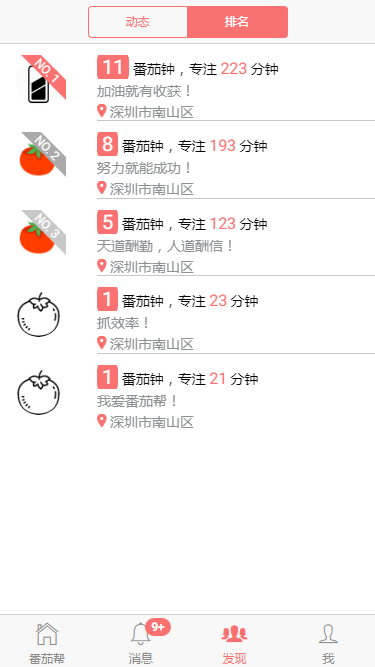 动态 排名
NO.1
11 番茄钟，专注 223 分钟
加油就有收获！
深圳市南山区
NO.2
8 番茄钟，专注 193 分钟
努力就能成功！
深圳市南山区
NO.3
5 番茄钟，专注 123 分钟
天道酬勤，人道酬信！
深圳市南山区
1 番茄钟，专注 23 分钟
抓效率！
深圳市南山区
1 番茄钟，专注 21 分钟
我爱番茄帮！
深圳市南山区
9+
番茄帮 消息 发现 我